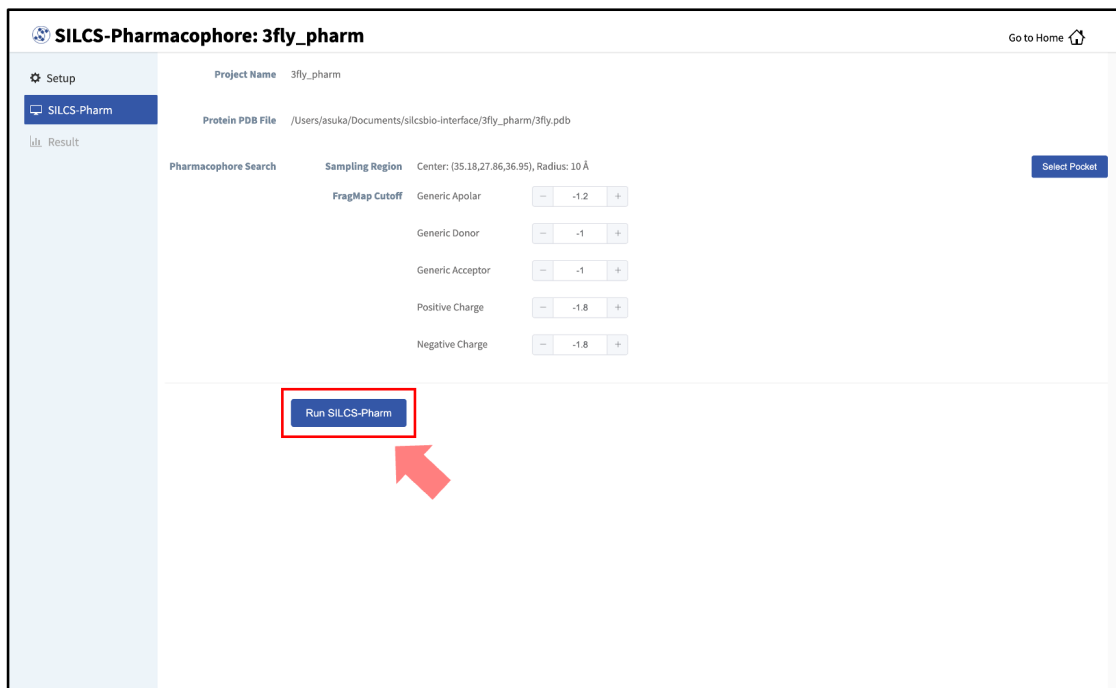 SILCS-Pharmacophore: 3fly_pharm
Go to Home
Setup
SILCS-Pharm
Result
Project Name 3fly_pharm
Protein PDB File /Users/asuka/Documents/silcsbio-interface/3fly_pharm/3fly.pdb
Pharmacophore Search Sampling Region Center: (35.18,27.86,36.95), Radius: 10 Å Select Pocket
FragMap Cutoff Generic Apolar − -1.2 +
Generic Donor − -1 +
Generic Acceptor − -1 +
Positive Charge − -1.8 +
Negative Charge − -1.8 +
Run SILCS-Pharm